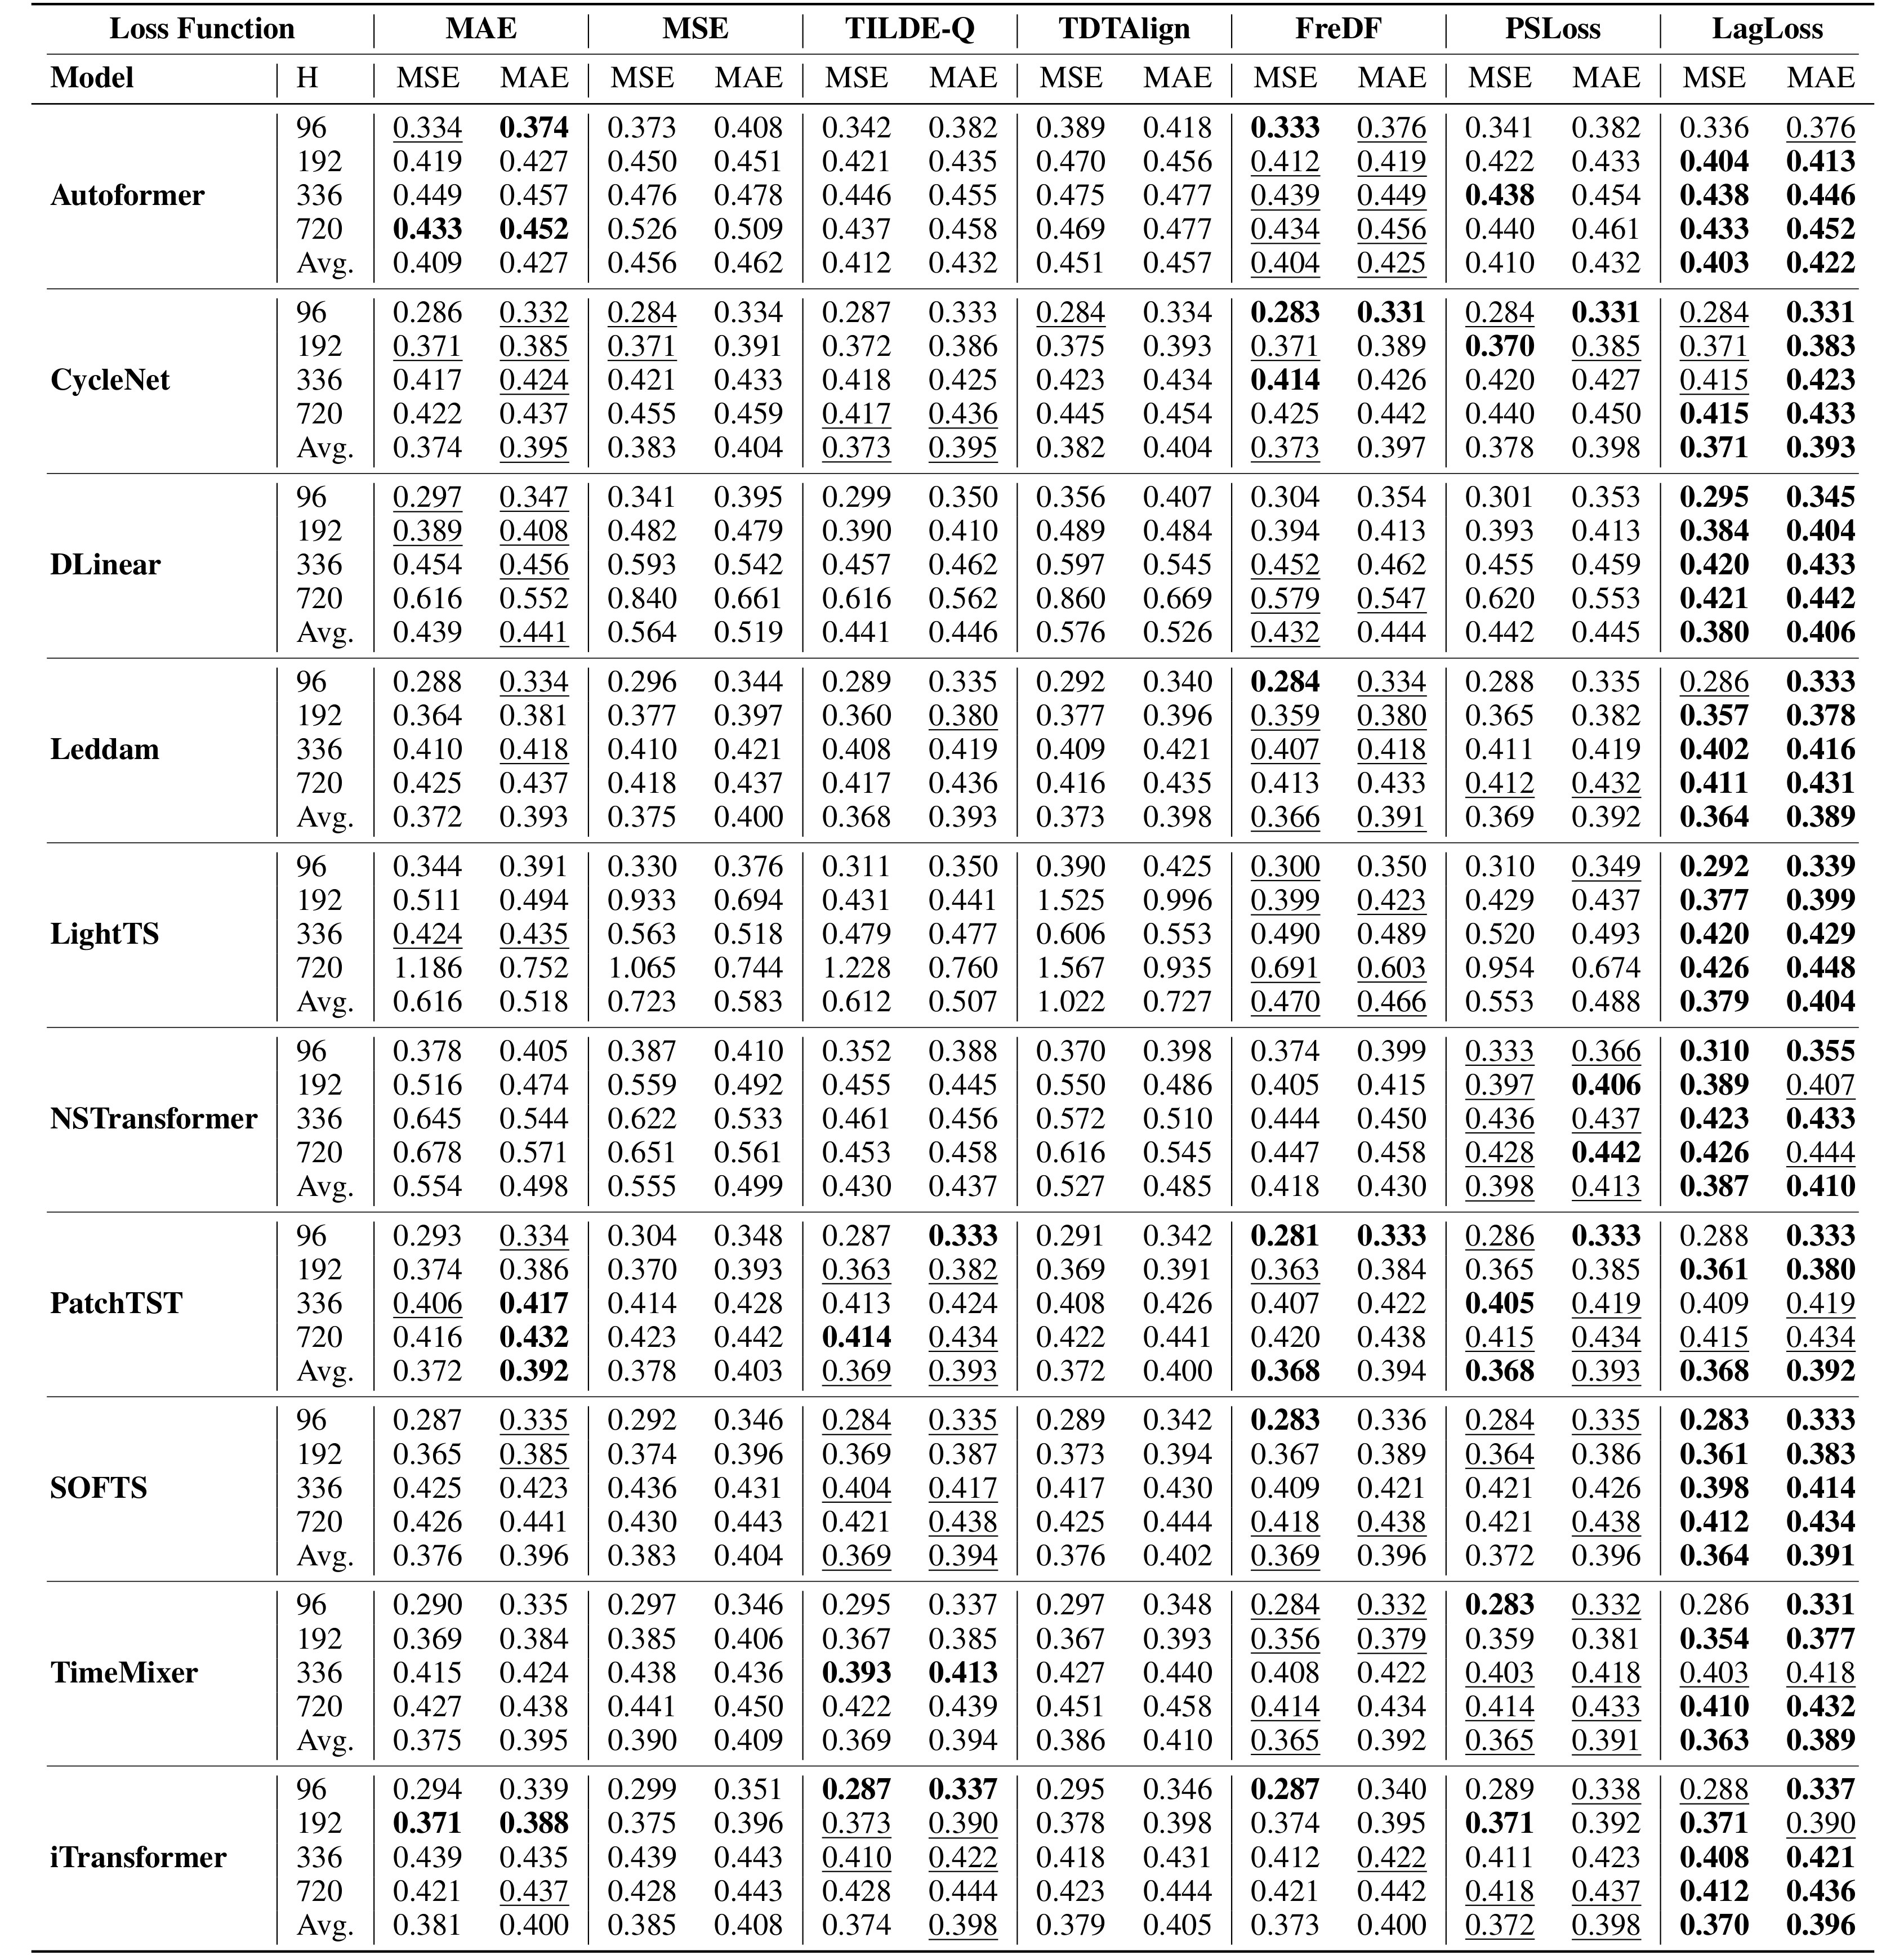 Loss Function MAE MSE TILDE-Q TDTAlign FreDF PSLoss LagLoss
Model H MSE MAE MSE MAE MSE MAE MSE MAE MSE MAE MSE MAE MSE MAE
96 0.334 0.374 0.373 0.408 0.342 0.382 0.389 0.418 0.333 0.376 0.341 0.382 0.336 0.376
192 0.419 0.427 0.450 0.451 0.421 0.435 0.470 0.456 0.412 0.419 0.422 0.433 0.404 0.413
Autoformer 336 0.449 0.457 0.476 0.478 0.446 0.455 0.475 0.477 0.439 0.449 0.438 0.454 0.438 0.446
720 0.433 0.452 0.526 0.509 0.437 0.458 0.469 0.477 0.434 0.456 0.440 0.461 0.433 0.452
Avg. 0.409 0.427 0.456 0.462 0.412 0.432 0.451 0.457 0.404 0.425 0.410 0.432 0.403 0.422
96 0.286 0.332 0.284 0.334 0.287 0.333 0.284 0.334 0.283 0.331 0.284 0.331 0.284 0.331
192 0.371 0.385 0.371 0.391 0.372 0.386 0.375 0.393 0.371 0.389 0.370 0.385 0.371 0.383
CycleNet 336 0.417 0.424 0.421 0.433 0.418 0.425 0.423 0.434 0.414 0.426 0.420 0.427 0.415 0.423
720 0.422 0.437 0.455 0.459 0.417 0.436 0.445 0.454 0.425 0.442 0.440 0.450 0.415 0.433
Avg. 0.374 0.395 0.383 0.404 0.373 0.395 0.382 0.404 0.373 0.397 0.378 0.398 0.371 0.393
96 0.297 0.347 0.341 0.395 0.299 0.350 0.356 0.407 0.304 0.354 0.301 0.353 0.295 0.345
192 0.389 0.408 0.482 0.479 0.390 0.410 0.489 0.484 0.394 0.413 0.393 0.413 0.384 0.404
DLinear 336 0.454 0.456 0.593 0.542 0.457 0.462 0.597 0.545 0.452 0.462 0.455 0.459 0.420 0.433
720 0.616 0.552 0.840 0.661 0.616 0.562 0.860 0.669 0.579 0.547 0.620 0.553 0.421 0.442
Avg. 0.439 0.441 0.564 0.519 0.441 0.446 0.576 0.526 0.432 0.444 0.442 0.445 0.380 0.406
96 0.288 0.334 0.296 0.344 0.289 0.335 0.292 0.340 0.284 0.334 0.288 0.335 0.286 0.333
192 0.364 0.381 0.377 0.397 0.360 0.380 0.377 0.396 0.359 0.380 0.365 0.382 0.357 0.378
Leddam 336 0.410 0.418 0.410 0.421 0.408 0.419 0.409 0.421 0.407 0.418 0.411 0.419 0.402 0.416
720 0.425 0.437 0.418 0.437 0.417 0.436 0.416 0.435 0.413 0.433 0.412 0.432 0.411 0.431
Avg. 0.372 0.393 0.375 0.400 0.368 0.393 0.373 0.398 0.366 0.391 0.369 0.392 0.364 0.389
96 0.344 0.391 0.330 0.376 0.311 0.350 0.390 0.425 0.300 0.350 0.310 0.349 0.292 0.339
192 0.511 0.494 0.933 0.694 0.431 0.441 1.525 0.996 0.399 0.423 0.429 0.437 0.377 0.399
LightTS 336 0.424 0.435 0.563 0.518 0.479 0.477 0.606 0.553 0.490 0.489 0.520 0.493 0.420 0.429
720 1.186 0.752 1.065 0.744 1.228 0.760 1.567 0.935 0.691 0.603 0.954 0.674 0.426 0.448
Avg. 0.616 0.518 0.723 0.583 0.612 0.507 1.022 0.727 0.470 0.466 0.553 0.488 0.379 0.404
96 0.378 0.405 0.387 0.410 0.352 0.388 0.370 0.398 0.374 0.399 0.333 0.366 0.310 0.355
192 0.516 0.474 0.559 0.492 0.455 0.445 0.550 0.486 0.405 0.415 0.397 0.406 0.389 0.407
NSTransformer 336 0.645 0.544 0.622 0.533 0.461 0.456 0.572 0.510 0.444 0.450 0.436 0.437 0.423 0.433
720 0.678 0.571 0.651 0.561 0.453 0.458 0.616 0.545 0.447 0.458 0.428 0.442 0.426 0.444
Avg. 0.554 0.498 0.555 0.499 0.430 0.437 0.527 0.485 0.418 0.430 0.398 0.413 0.387 0.410
96 0.293 0.334 0.304 0.348 0.287 0.333 0.291 0.342 0.281 0.333 0.286 0.333 0.288 0.333
192 0.374 0.386 0.370 0.393 0.363 0.382 0.369 0.391 0.363 0.384 0.365 0.385 0.361 0.380
PatchTST 336 0.406 0.417 0.414 0.428 0.413 0.424 0.408 0.426 0.407 0.422 0.405 0.419 0.409 0.419
720 0.416 0.432 0.423 0.442 0.414 0.434 0.422 0.441 0.420 0.438 0.415 0.434 0.415 0.434
Avg. 0.372 0.392 0.378 0.403 0.369 0.393 0.372 0.400 0.368 0.394 0.368 0.393 0.368 0.392
96 0.287 0.335 0.292 0.346 0.284 0.335 0.289 0.342 0.283 0.336 0.284 0.335 0.283 0.333
192 0.365 0.385 0.374 0.396 0.369 0.387 0.373 0.394 0.367 0.389 0.364 0.386 0.361 0.383
SOFTS 336 0.425 0.423 0.436 0.431 0.404 0.417 0.417 0.430 0.409 0.421 0.421 0.426 0.398 0.414
720 0.426 0.441 0.430 0.443 0.421 0.438 0.425 0.444 0.418 0.438 0.421 0.438 0.412 0.434
Avg. 0.376 0.396 0.383 0.404 0.369 0.394 0.376 0.402 0.369 0.396 0.372 0.396 0.364 0.391
96 0.290 0.335 0.297 0.346 0.295 0.337 0.297 0.348 0.284 0.332 0.283 0.332 0.286 0.331
192 0.369 0.384 0.385 0.406 0.367 0.385 0.367 0.393 0.356 0.379 0.359 0.381 0.354 0.377
TimeMixer 336 0.415 0.424 0.438 0.436 0.393 0.413 0.427 0.440 0.408 0.422 0.403 0.418 0.403 0.418
720 0.427 0.438 0.441 0.450 0.422 0.439 0.451 0.458 0.414 0.434 0.414 0.433 0.410 0.432
Avg. 0.375 0.395 0.390 0.409 0.369 0.394 0.386 0.410 0.365 0.392 0.365 0.391 0.363 0.389
96 0.294 0.339 0.299 0.351 0.287 0.337 0.295 0.346 0.287 0.340 0.289 0.338 0.288 0.337
192 0.371 0.388 0.375 0.396 0.373 0.390 0.378 0.398 0.374 0.395 0.371 0.392 0.371 0.390
iTransformer 336 0.439 0.435 0.439 0.443 0.410 0.422 0.418 0.431 0.412 0.422 0.411 0.423 0.408 0.421
720 0.421 0.437 0.428 0.443 0.428 0.444 0.423 0.444 0.421 0.442 0.418 0.437 0.412 0.436
Avg. 0.381 0.400 0.385 0.408 0.374 0.398 0.379 0.405 0.373 0.400 0.372 0.398 0.370 0.396